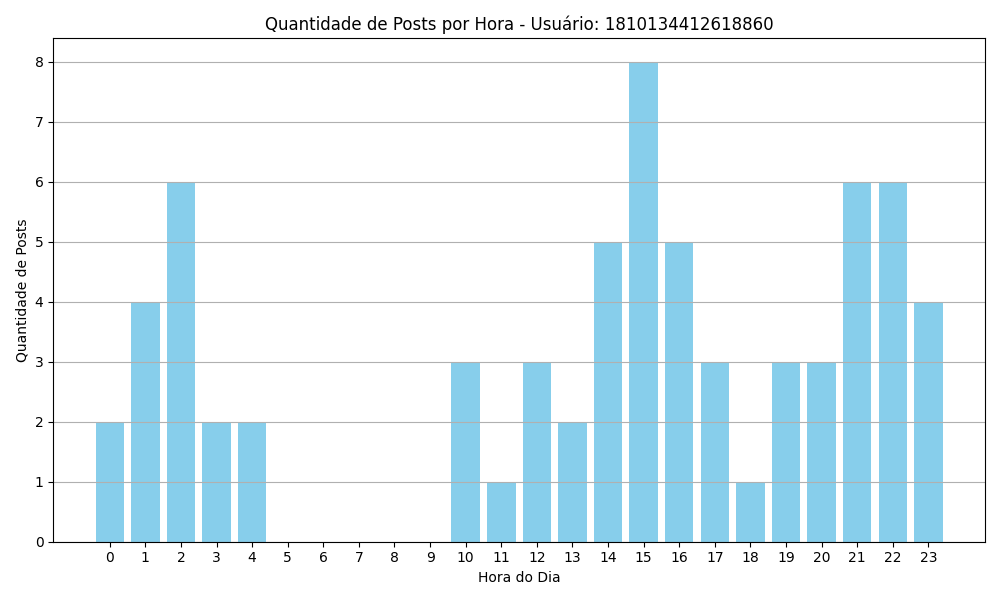 Quantidade de Posts por Hora - Usuário: 1810134412618860
8
7
6
5
4
3
2
1
0
Quantidade de Posts
0 1 2 3 4 5 6 7 8 9 10 11 12 13 14 15 16 17 18 19 20 21 22 23
Hora do Dia